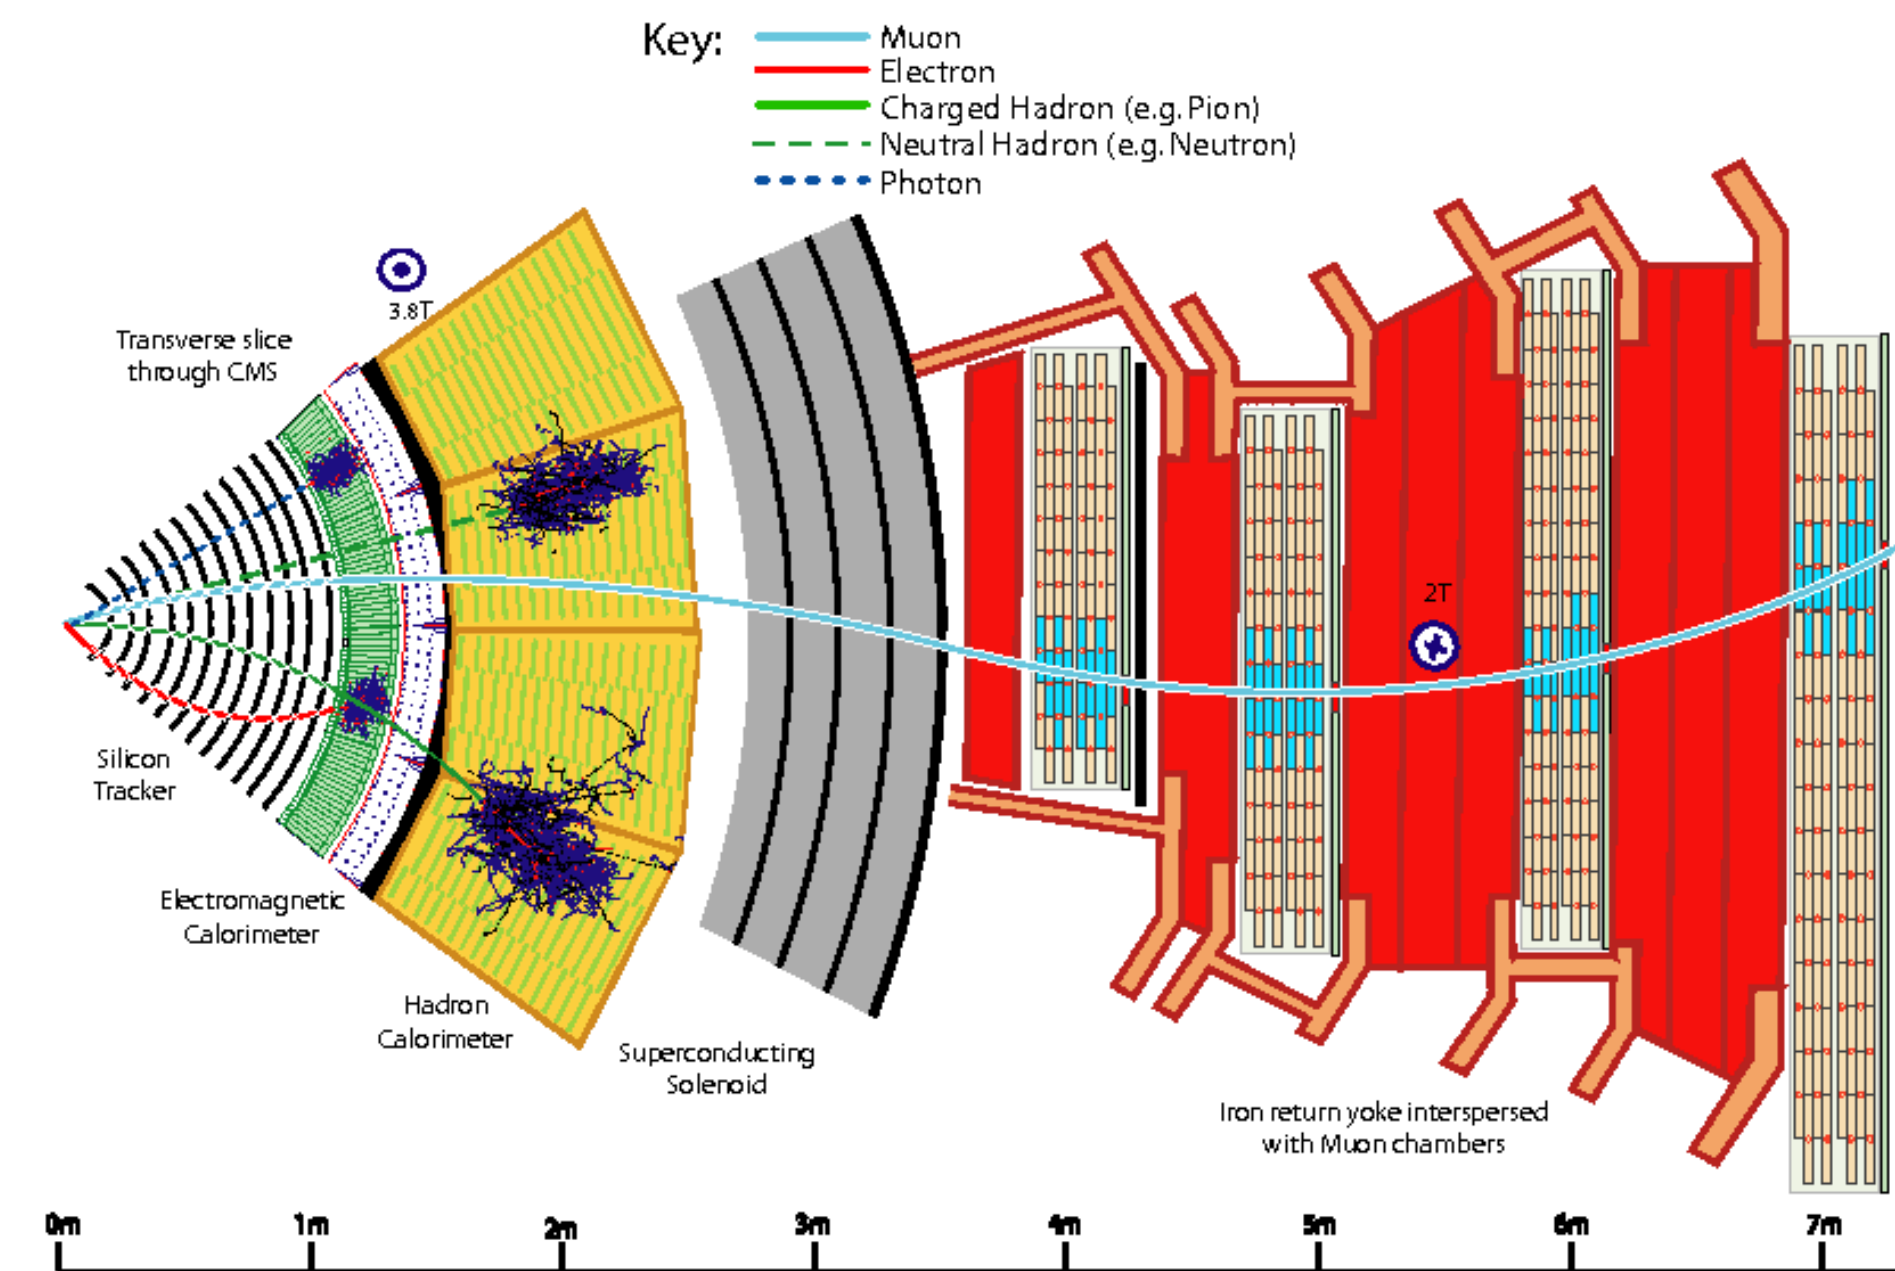 Key:
Muon
Electron
Charged Hadron (e.g. Pion)
Neutral Hadron (e.g. Neutron)
Photon
3.8T
Transverse slice
through CMS
2T
Silicon
Tracker
Electromagnetic
Calorimeter
Hadron
Calorimeter
Superconducting
Solenoid
Iron return yoke interspersed
with Muon chambers
0m 1m 2m 3m 4m 5m 6m 7m